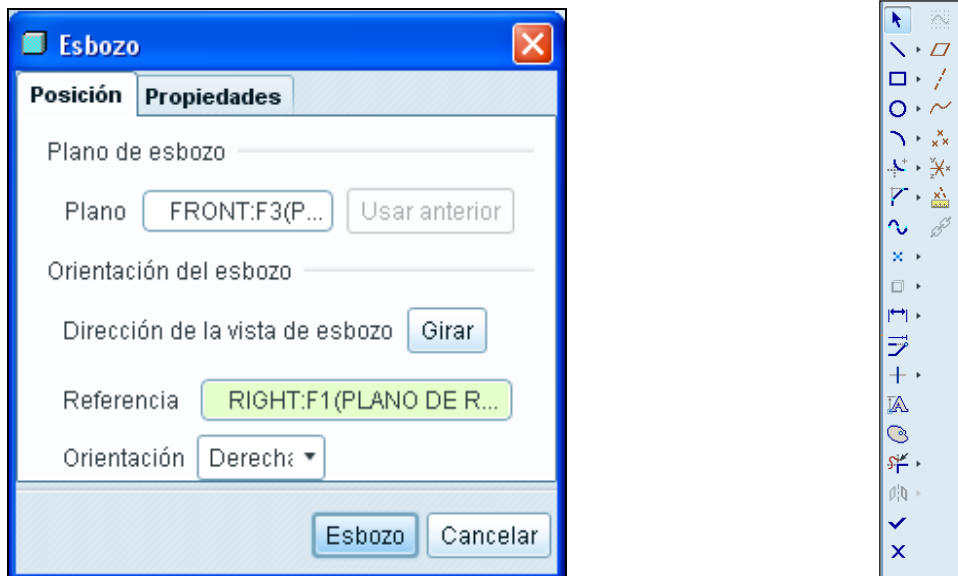 Esbozo
Posición Propiedades
Plano de esbozo
Plano FRONT:F3(P... Usar anterior
Orientación del esbozo
Dirección de la vista de esbozo Girar
Referencia RIGHT:F1(PLANO DE R...
Orientación Derecha
Esbozo Cancelar